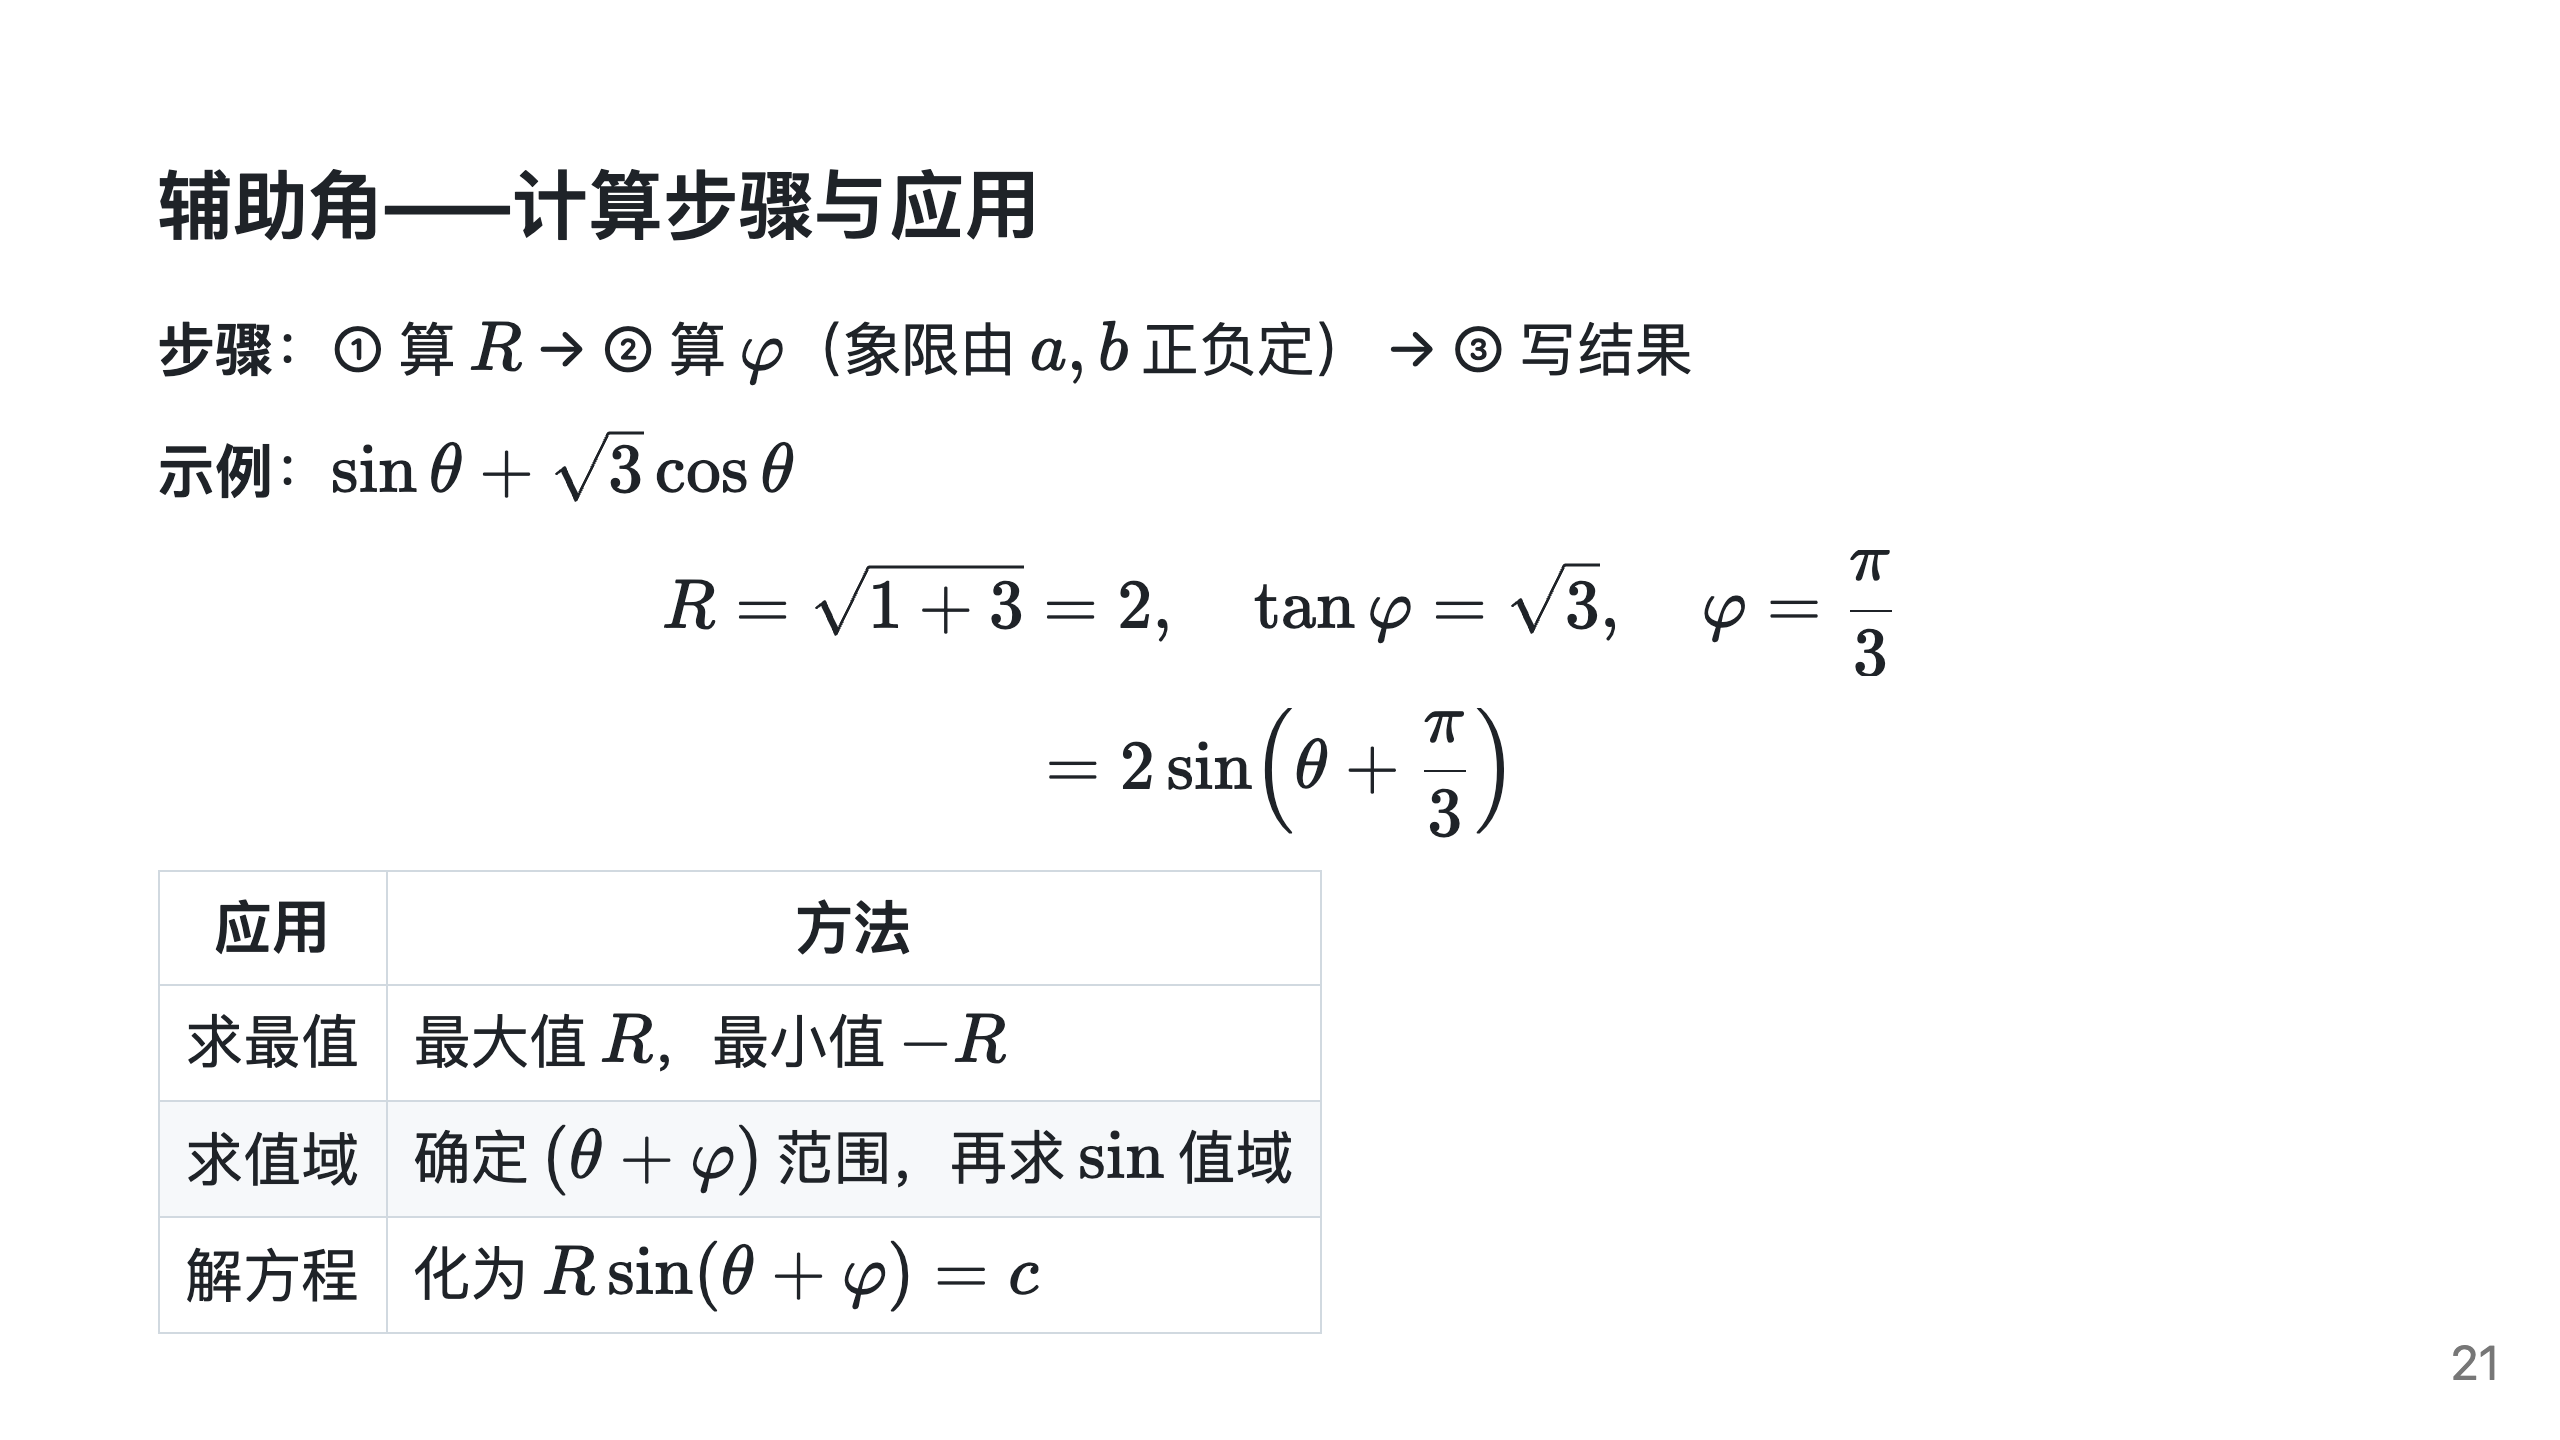 辅助角——计算步骤与应用
步骤：① 算 R → ② 算 φ（象限由 a, b 正负定） → ③ 写结果
示例：sin θ + √3 cos θ
R = √(1 + 3) = 2,  tan φ = √3,  φ = π/3
= 2 sin(θ + π/3)
应用 方法
求最值 最大值 R，最小值 −R
求值域 确定 (θ + φ) 范围，再求 sin 值域
解方程 化为 R sin(θ + φ) = c
21